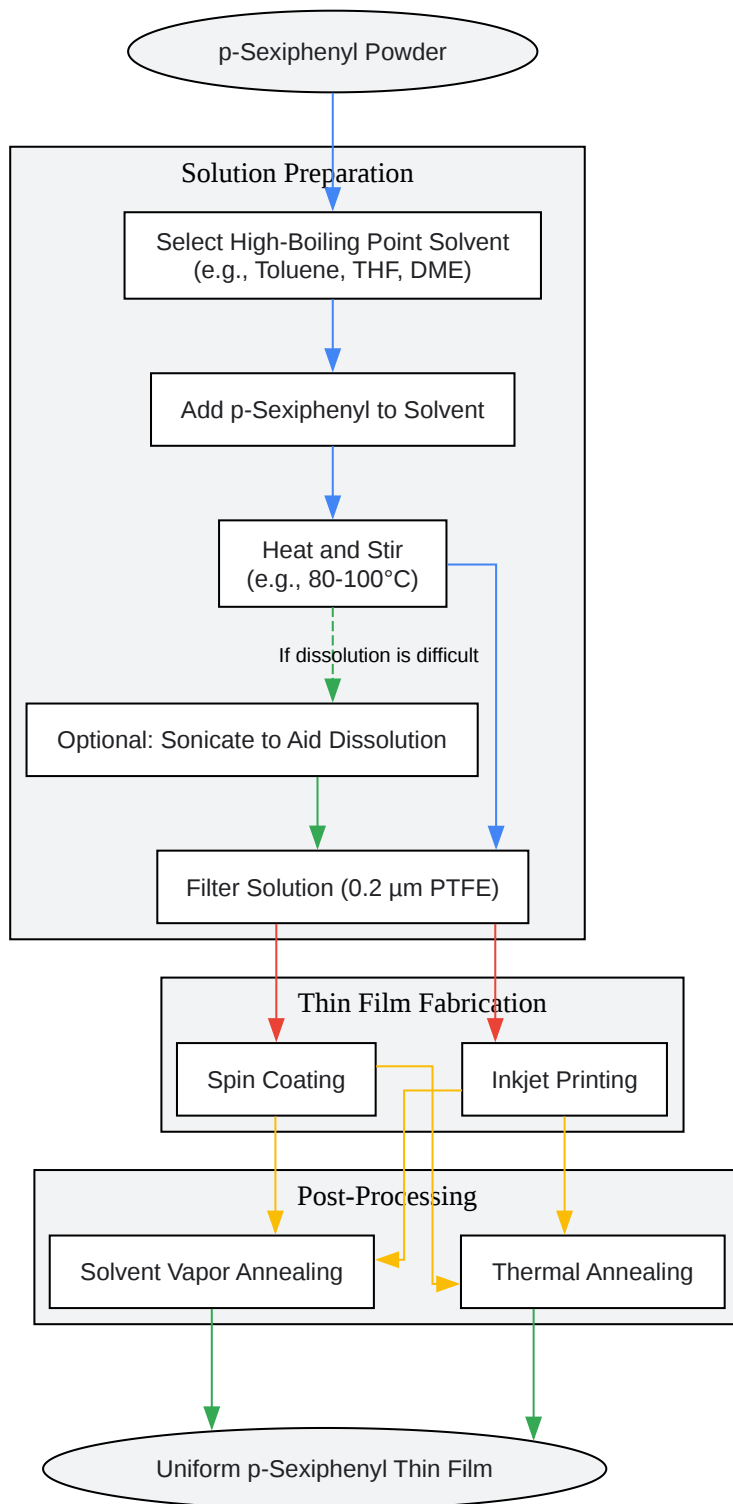 p-Sexiphenyl Powder
Solution Preparation
Select High-Boiling Point Solvent
(e.g., Toluene, THF, DME)
Add p-Sexiphenyl to Solvent
Heat and Stir
(e.g., 80-100°C)
If dissolution is difficult
Optional: Sonicate to Aid Dissolution
Filter Solution (0.2 µm PTFE)
Thin Film Fabrication
Spin Coating
Inkjet Printing
Post-Processing
Solvent Vapor Annealing
Thermal Annealing
Uniform p-Sexiphenyl Thin Film